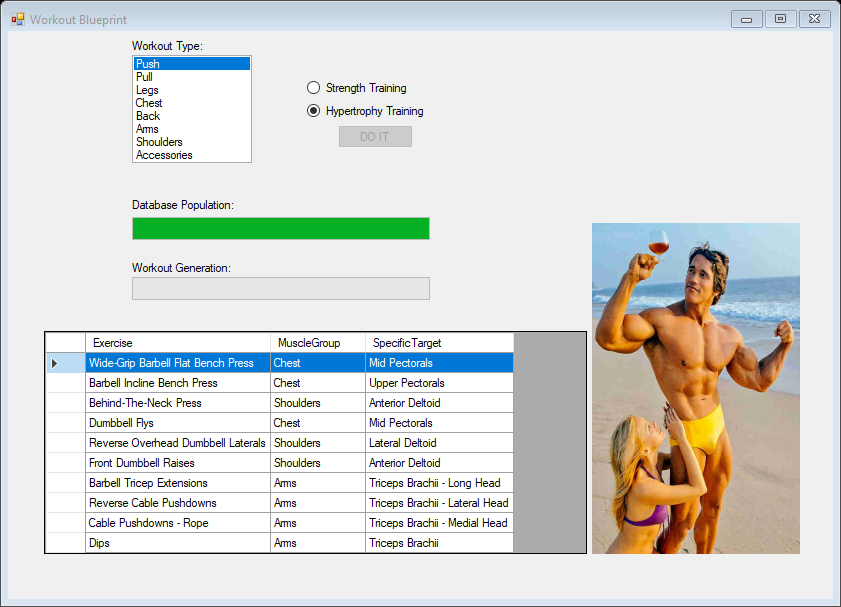 Workout Blueprint
Workout Type:
Push
Pull
Legs
Chest
Back
Arms
Shoulders
Accessories
Strength Training
Hypertrophy Training
DO IT
Database Population:
Workout Generation:
Exercise MuscleGroup SpecificTarget
Wide-Grip Barbell Flat Bench Press Chest Mid Pectorals
Barbell Incline Bench Press Chest Upper Pectorals
Behind-The-Neck Press Shoulders Anterior Deltoid
Dumbbell Flys Chest Mid Pectorals
Reverse Overhead Dumbbell Laterals Shoulders Lateral Deltoid
Front Dumbbell Raises Shoulders Anterior Deltoid
Barbell Tricep Extensions Arms Triceps Brachii - Long Head
Reverse Cable Pushdowns Arms Triceps Brachii - Lateral Head
Cable Pushdowns - Rope Arms Triceps Brachii - Medial Head
Dips Arms Triceps Brachii